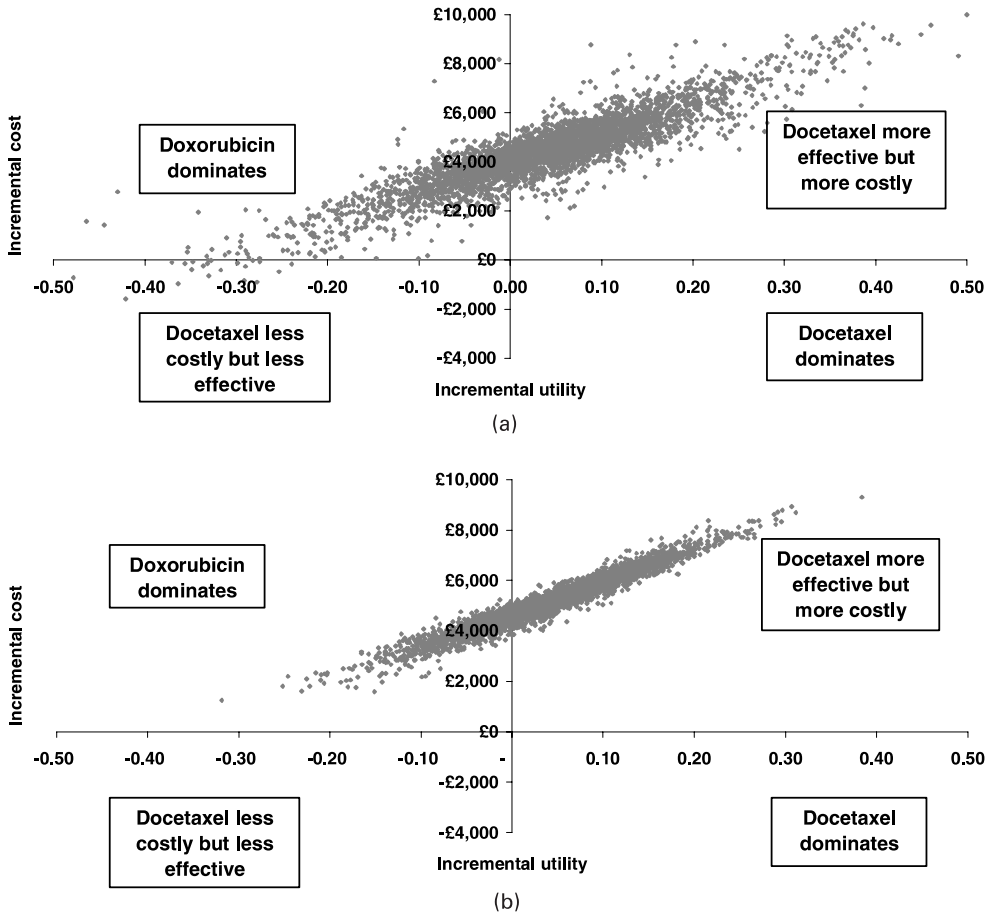 £10,000
£8,000
£6,000
£4,000
£2,000
£0
-£2,000
-£4,000
Incremental cost
Doxorubicin
dominates
Docetaxel more
effective but
more costly
-0.50 -0.40 -0.30 -0.20 -0.10 0.00 0.10 0.20 0.30 0.40 0.50
Docetaxel less
costly but less
effective
Docetaxel
dominates
Incremental utility
(a)
£10,000
£8,000
£6,000
£4,000
£2,000
£0
-£2,000
-£4,000
Incremental cost
Doxorubicin
dominates
Docetaxel more
effective but
more costly
-0.50 -0.40 -0.30 -0.20 -0.10 - 0.10 0.20 0.30 0.40 0.50
Docetaxel less
costly but less
effective
Docetaxel
dominates
Incremental utility
(b)